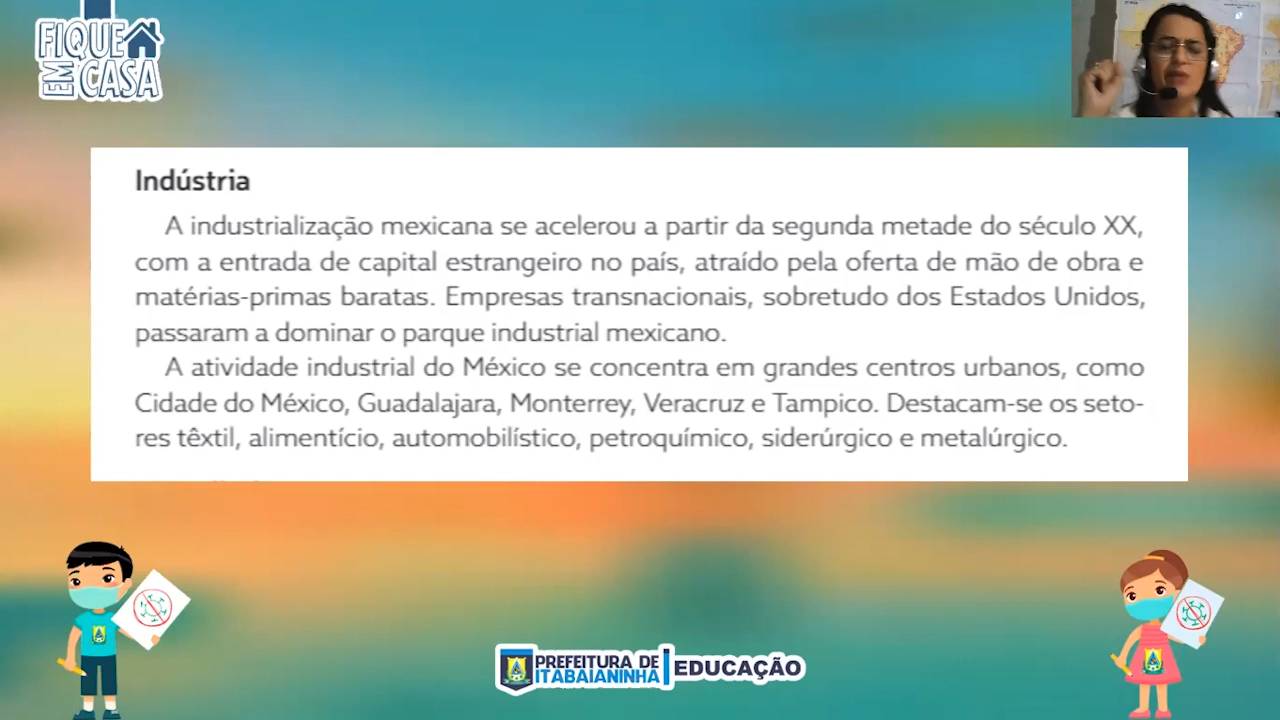 FIQUE
EM CASA
Indústria
A industrialização mexicana se acelerou a partir da segunda metade do século XX,
com a entrada de capital estrangeiro no país, atraído pela oferta de mão de obra e
matérias-primas baratas. Empresas transnacionais, sobretudo dos Estados Unidos,
passaram a dominar o parque industrial mexicano.
A atividade industrial do México se concentra em grandes centros urbanos, como
Cidade do México, Guadalajara, Monterrey, Veracruz e Tampico. Destacam-se os seto-
res têxtil, alimentício, automobilístico, petroquímico, siderúrgico e metalúrgico.
PREFEITURA DE
ITABAIANINHA
EDUCAÇÃO